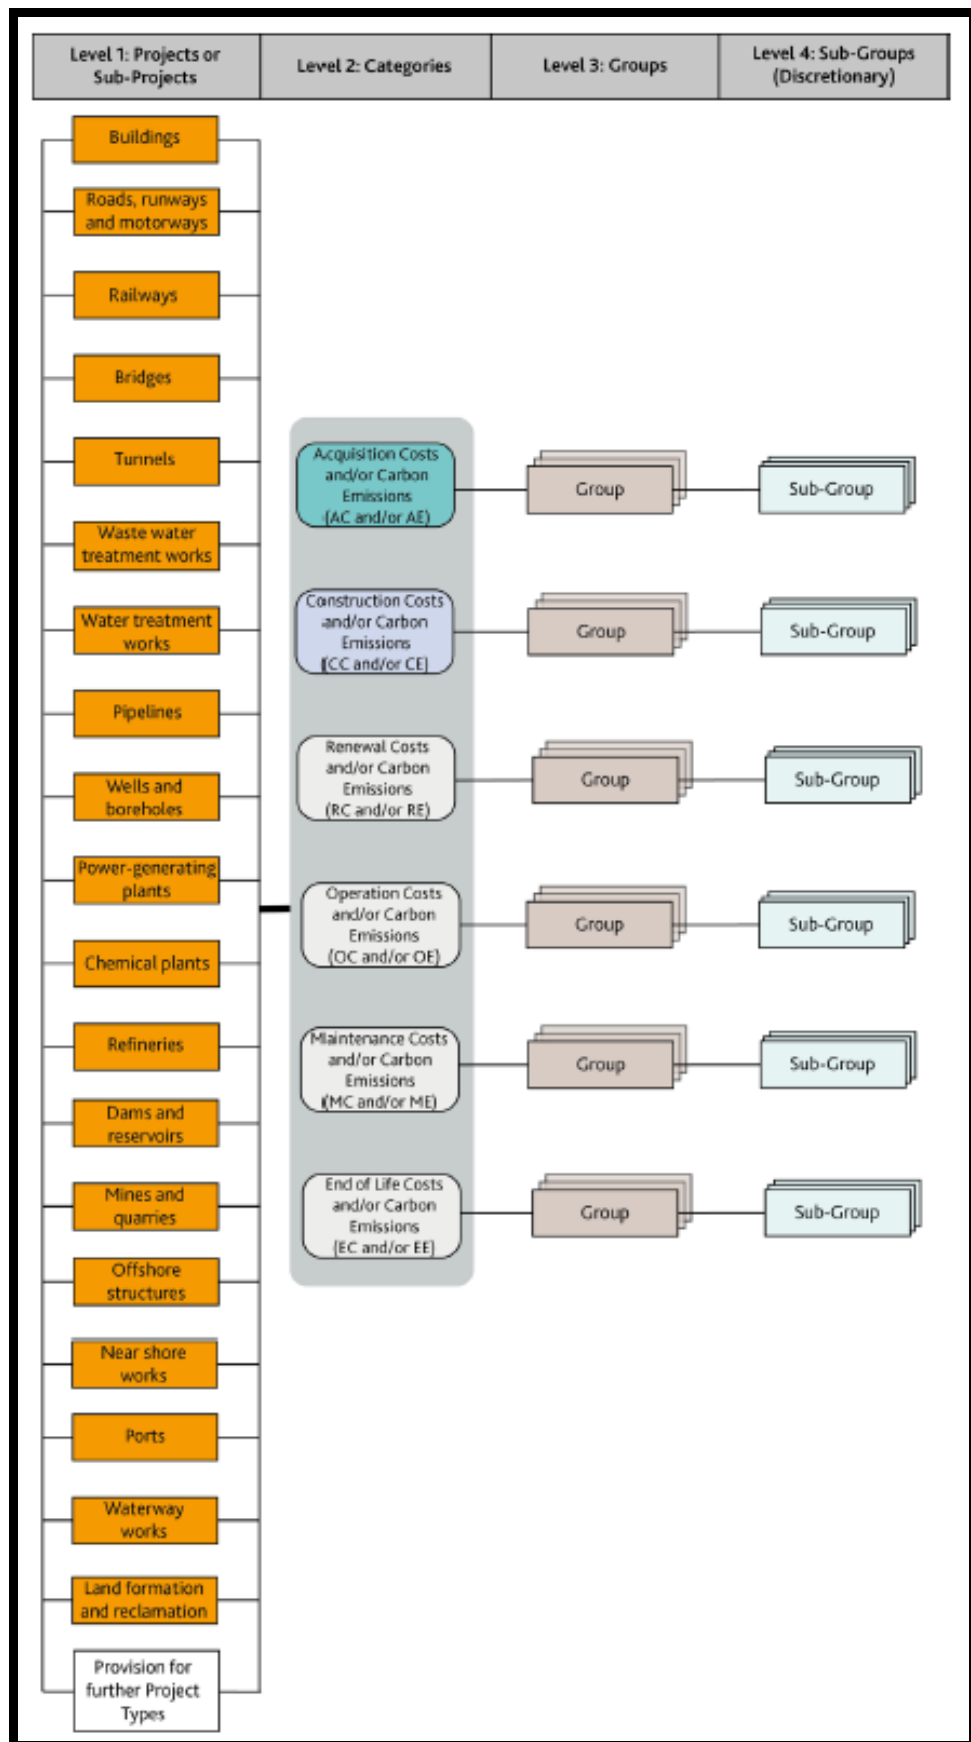 Level 1: Projects or
Sub-Projects
Level 2: Categories
Level 3: Groups
Level 4: Sub-Groups
(Discretionary)
Buildings
Roads, runways
and motorways
Railways
Bridges
Tunnels
Waste water
treatment works
Water treatment
works
Pipelines
Wells and
boreholes
Power-generating
plants
Chemical plants
Refineries
Dams and
reservoirs
Mines and
quarries
Offshore
structures
Near shore
works
Ports
Waterway
works
Land formation
and reclamation
Provision for
further Project
Types
Acquisition Costs
and/or Carbon
Emissions
(AC and/or AE)
Group
Sub-Group
Construction Costs
and/or Carbon
Emissions
(CC and/or CE)
Group
Sub-Group
Renewal Costs
and/or Carbon
Emissions
(RC and/or RE)
Group
Sub-Group
Operation Costs
and/or Carbon
Emissions
(OC and/or OE)
Group
Sub-Group
Maintenance Costs
and/or Carbon
Emissions
(MC and/or ME)
Group
Sub-Group
End of Life Costs
and/or Carbon
Emissions
(EC and/or EE)
Group
Sub-Group